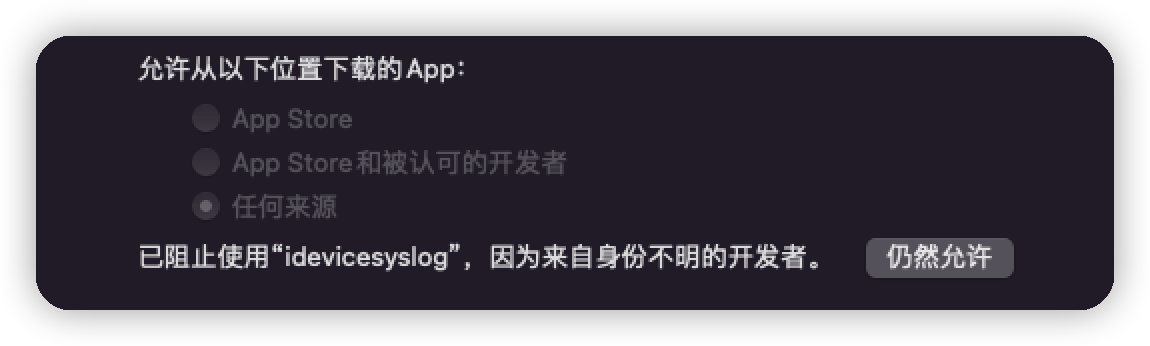 允许从以下位置下载的App：
App Store
App Store和被认可的开发者
任何来源
已阻止使用“idevicesyslog”，因为来自身份不明的开发者。 仍然允许